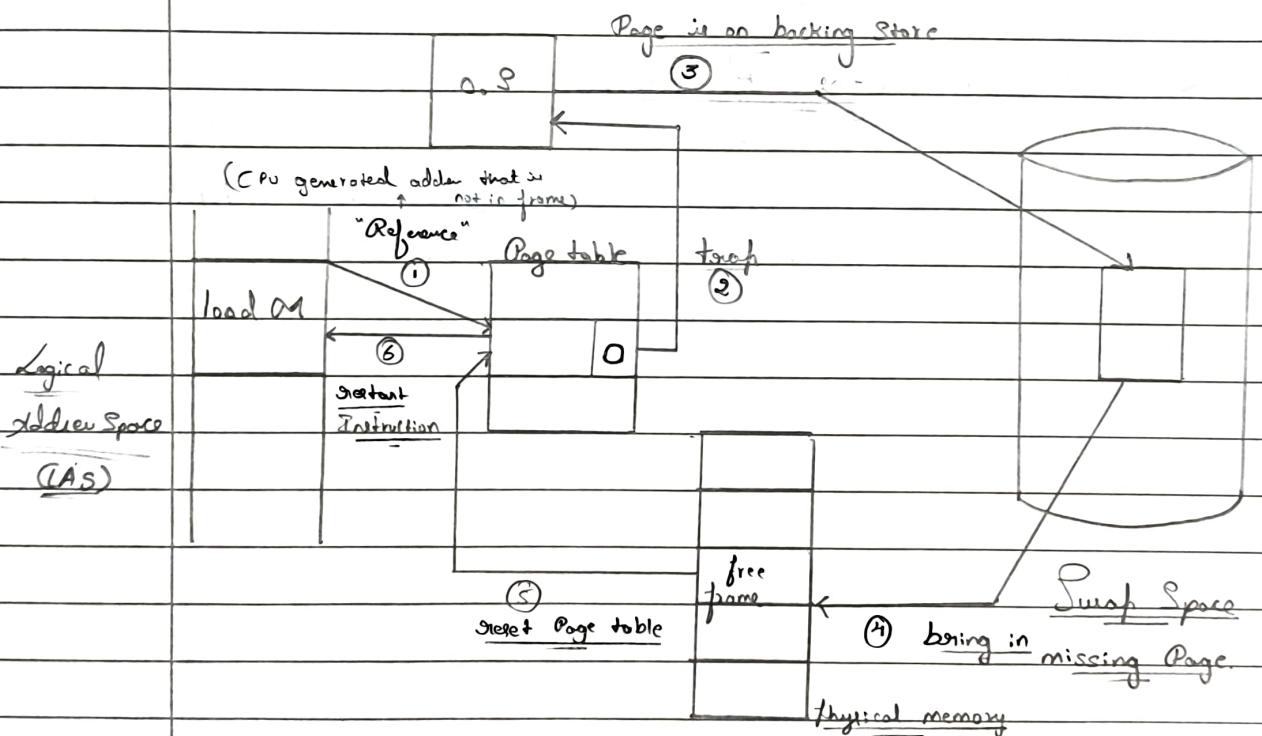 Page is on backing Store
③
O.S
(CPU generated addres that is
not in frame)
"Reference"
①
Page table
trap
②
load M
⑥
0
restart
Instruction
Logical
Address Space
(LAS)
free
frame
⑤
reset Page table
④ bring in
missing Page.
Swap Space
Physical memory